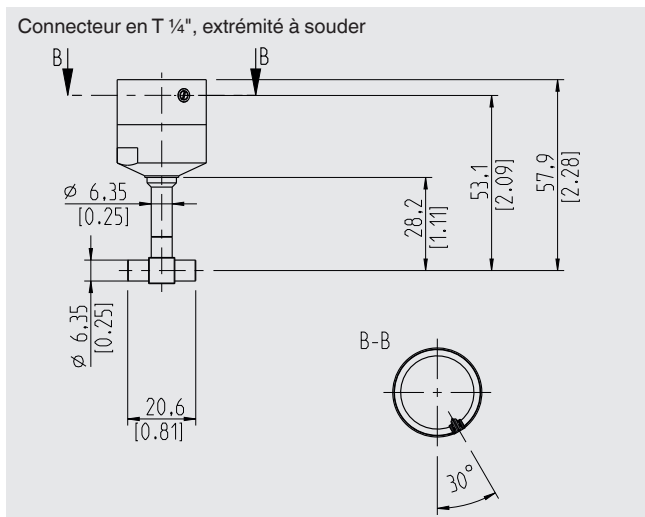 Connecteur en T ¼", extrémité à souder
B
B
ø 6,35
[0.25]
28,2
[1.11]
53,1
[2.09]
57,9
[2.28]
ø 6,35
[0.25]
20,6
[0.81]
B-B
30°